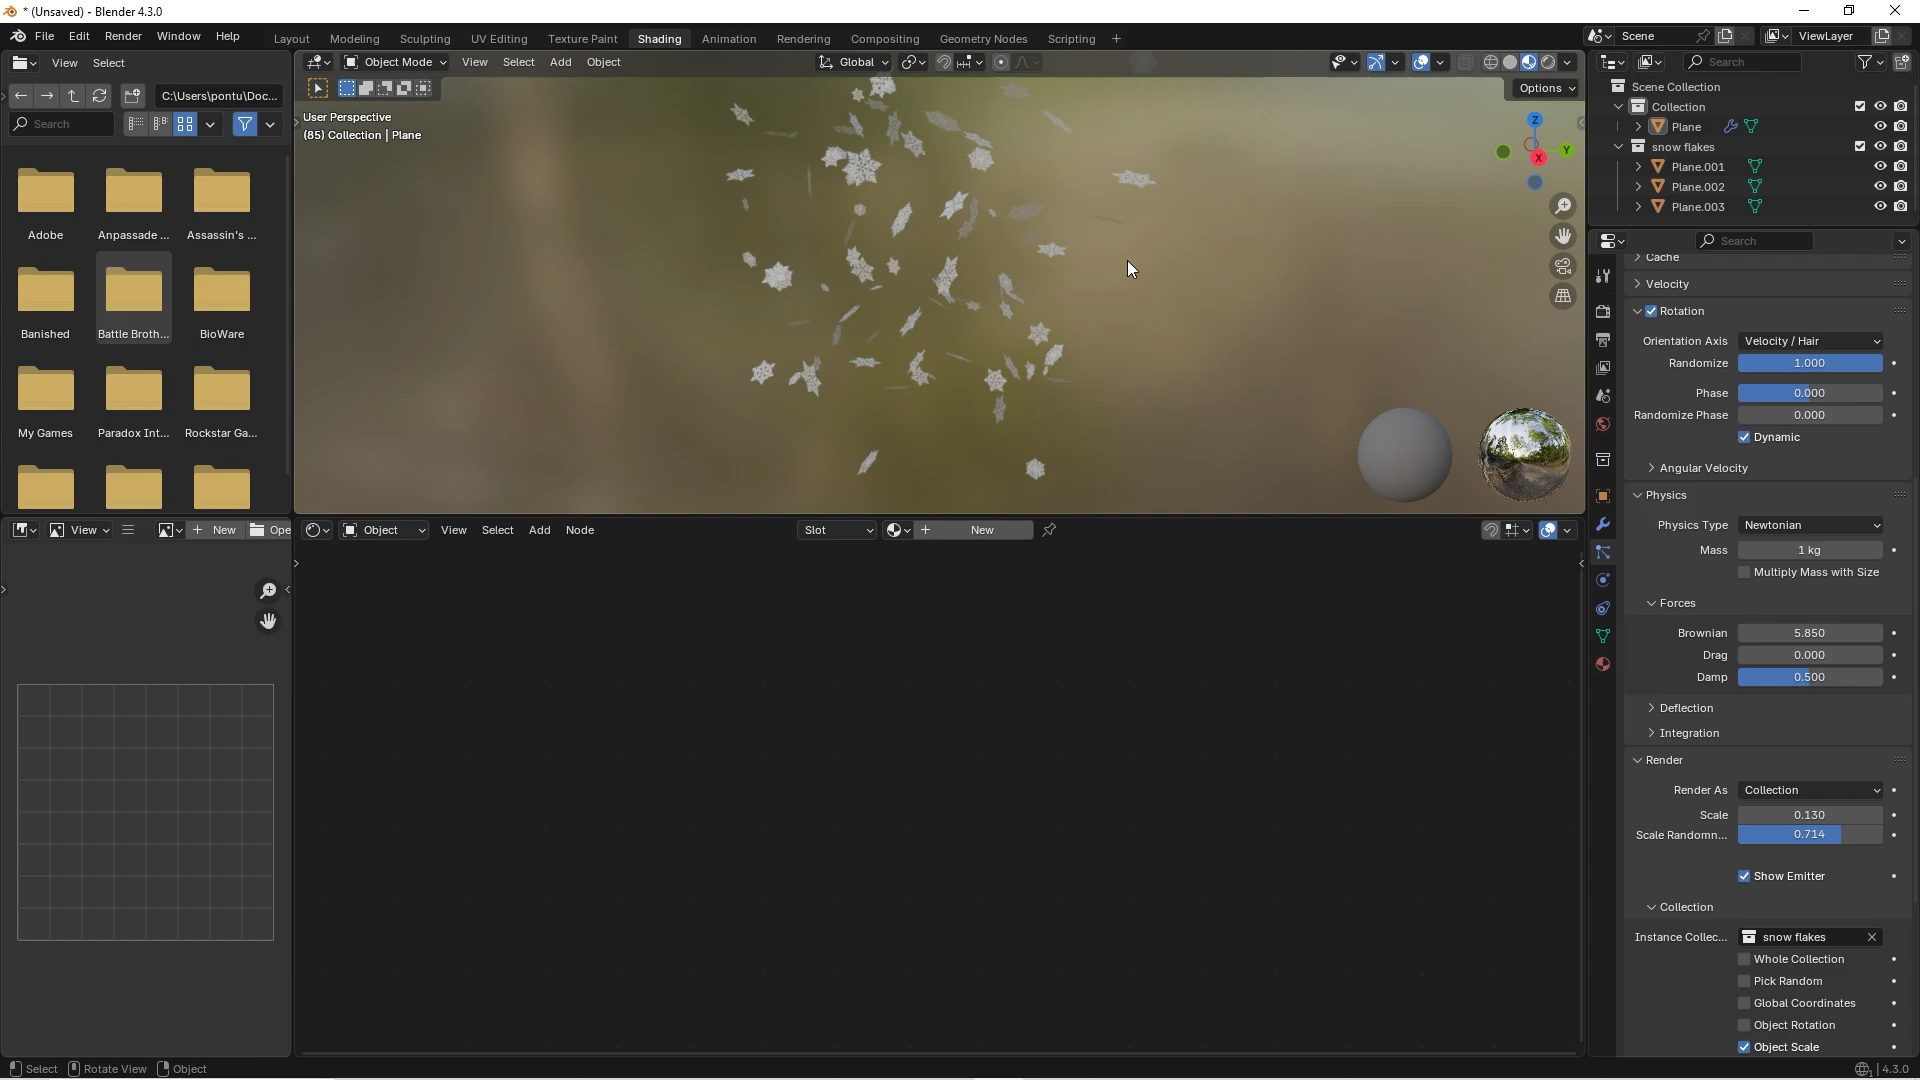 * (Unsaved) - Blender 4.3.0
File Edit Render Window Help
Layout Modeling Sculpting UV Editing Texture Paint Shading Animation Rendering Compositing Geometry Nodes Scripting +
Scene
ViewLayer
View Select
C:\Users\pontu\Doc...
Search
Adobe
Anpassade ...
Assassin's ...
Banished
Battle Broth...
BioWare
My Games
Paradox Int...
Rockstar Ga...
Object Mode View Select Add Object
Global
Options
User Perspective
(85) Collection | Plane
Z
Y
X
View
+ New
Ope
Object View Select Add Node
Slot
+ New
Search
Scene Collection
Collection
Plane
snow flakes
Plane.001
Plane.002
Plane.003
Search
Cache
Velocity
Rotation
Orientation Axis Velocity / Hair
Randomize 1.000
Phase 0.000
Randomize Phase 0.000
Dynamic
Angular Velocity
Physics
Physics Type Newtonian
Mass 1 kg
Multiply Mass with Size
Forces
Brownian 5.850
Drag 0.000
Damp 0.500
Deflection
Integration
Render
Render As Collection
Scale 0.130
Scale Randomn... 0.714
Show Emitter
Collection
Instance Collec... snow flakes
Whole Collection
Pick Random
Global Coordinates
Object Rotation
Object Scale
Select Rotate View Object
4.3.0